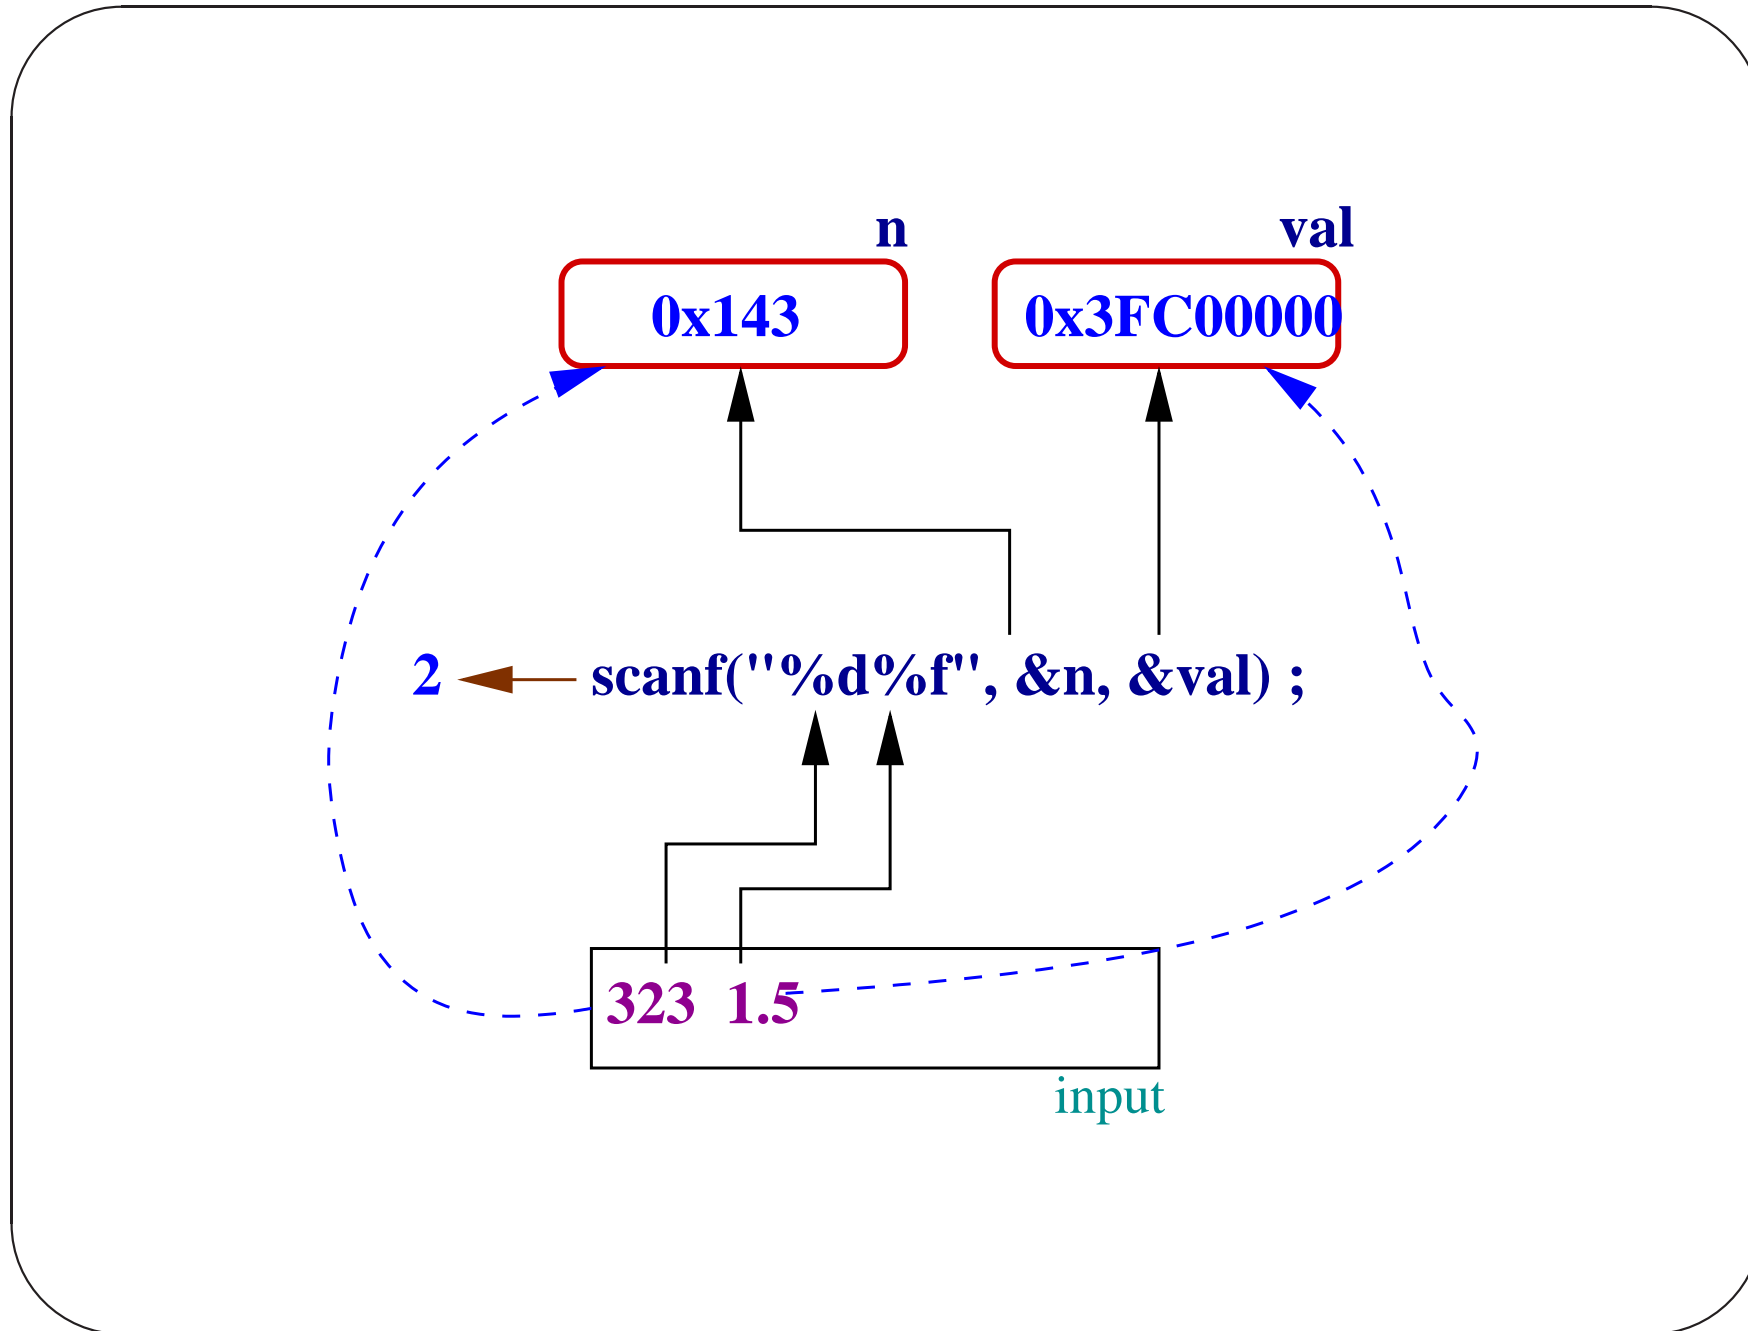 n
val
0x143
0x3FC00000
2
scanf("%d%f", &n, &val) ;
323 1.5
input